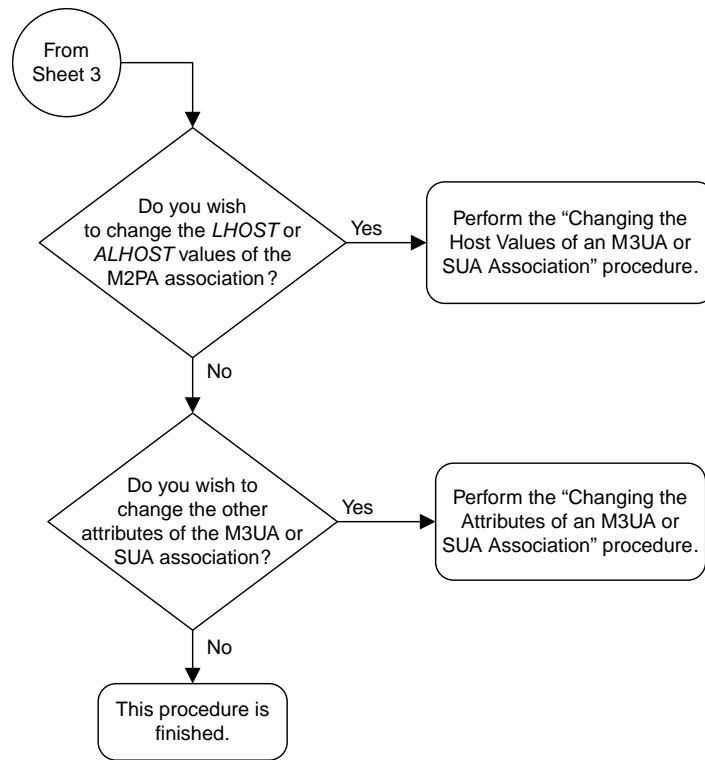 From
Sheet 3
Do you wish
to change the LHOST or
ALHOST values of the
M2PA association?
Yes
Perform the “Changing the
Host Values of an M3UA or
SUA Association” procedure.
No
Do you wish to
change the other
attributes of the M3UA or
SUA association?
Yes
Perform the “Changing the
Attributes of an M3UA or
SUA Association” procedure.
No
This procedure is
finished.